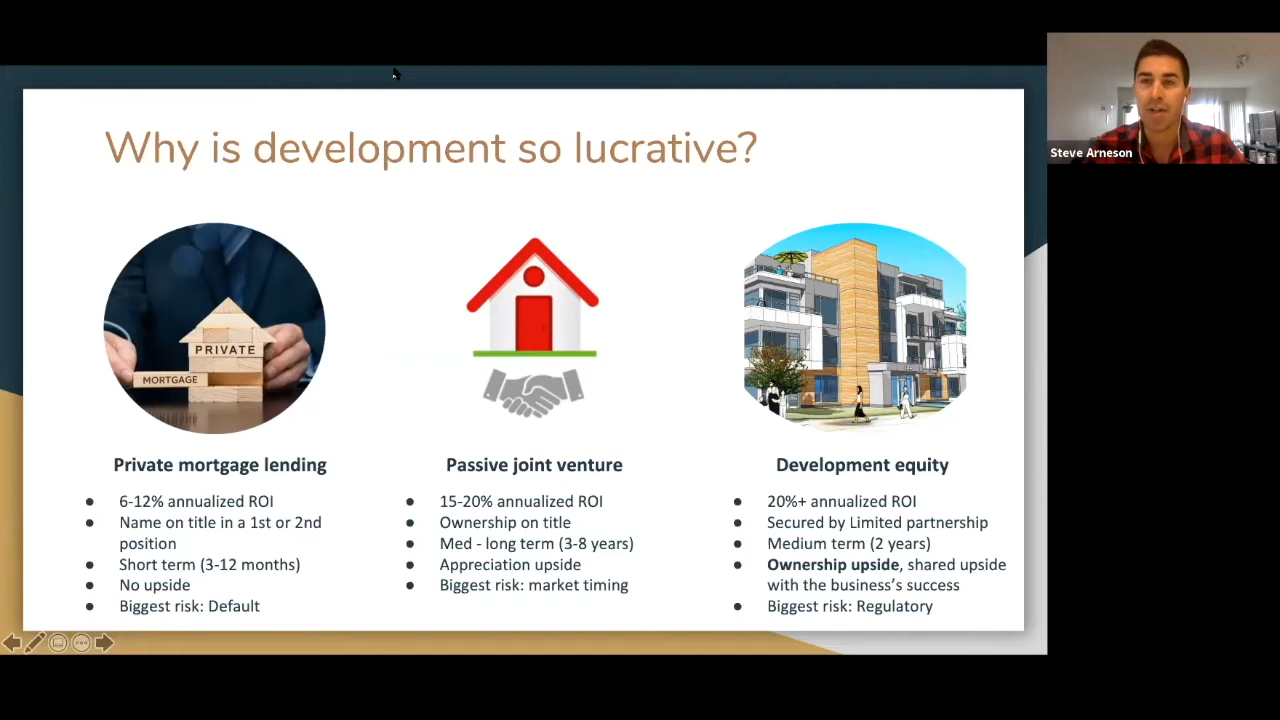 Why is development so lucrative?
Steve Arneson
PRIVATE
MORTGAGE
Private mortgage lending
● 6-12% annualized ROI
● Name on title in a 1st or 2nd
position
● Short term (3-12 months)
● No upside
● Biggest risk: Default
Passive joint venture
● 15-20% annualized ROI
● Ownership on title
● Med - long term (3-8 years)
● Appreciation upside
● Biggest risk: market timing
Development equity
● 20%+ annualized ROI
● Secured by Limited partnership
● Medium term (2 years)
● Ownership upside, shared upside
with the business's success
● Biggest risk: Regulatory